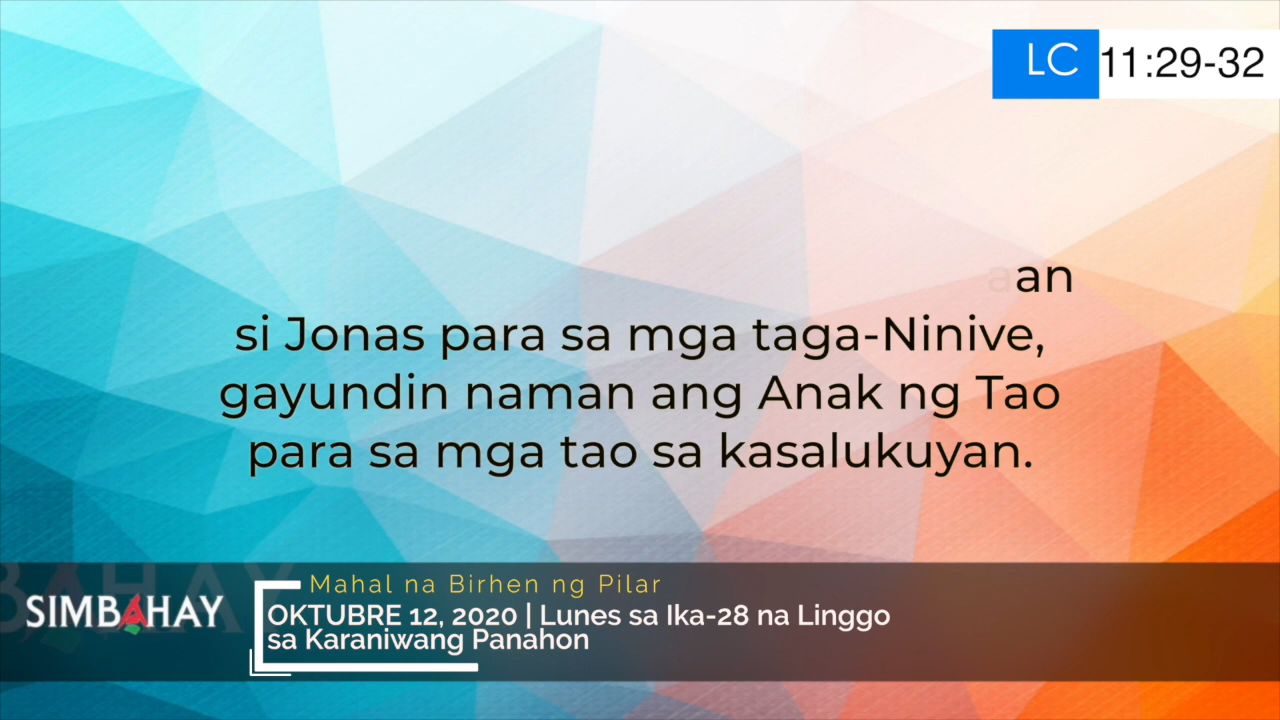 LC 11:29-32
an
si Jonas para sa mga taga-Ninive,
gayundin naman ang Anak ng Tao
para sa mga tao sa kasalukuyan.
Mahal na Birhen ng Pilar
SIMBAHAY
OKTUBRE 12, 2020 | Lunes sa Ika-28 na Linggo
sa Karaniwang Panahon